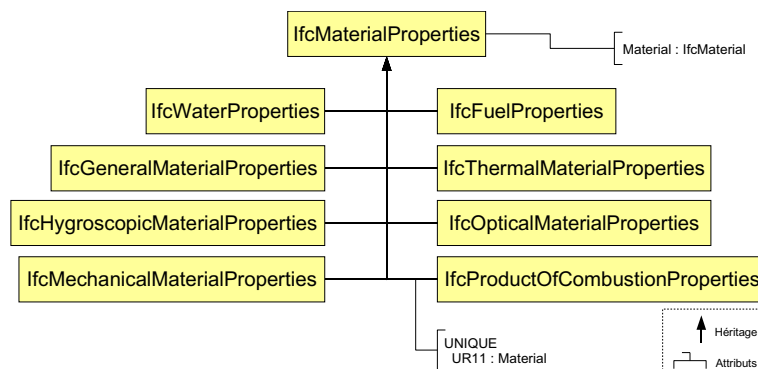 IfcMaterialProperties
Material : IfcMaterial
IfcWaterProperties
IfcFuelProperties
IfcGeneralMaterialProperties
IfcThermalMaterialProperties
IfcHygroscopicMaterialProperties
IfcOpticalMaterialProperties
IfcMechanicalMaterialProperties
IfcProductOfCombustionProperties
UNIQUE
UR11 : Material
Héritage
Attributs